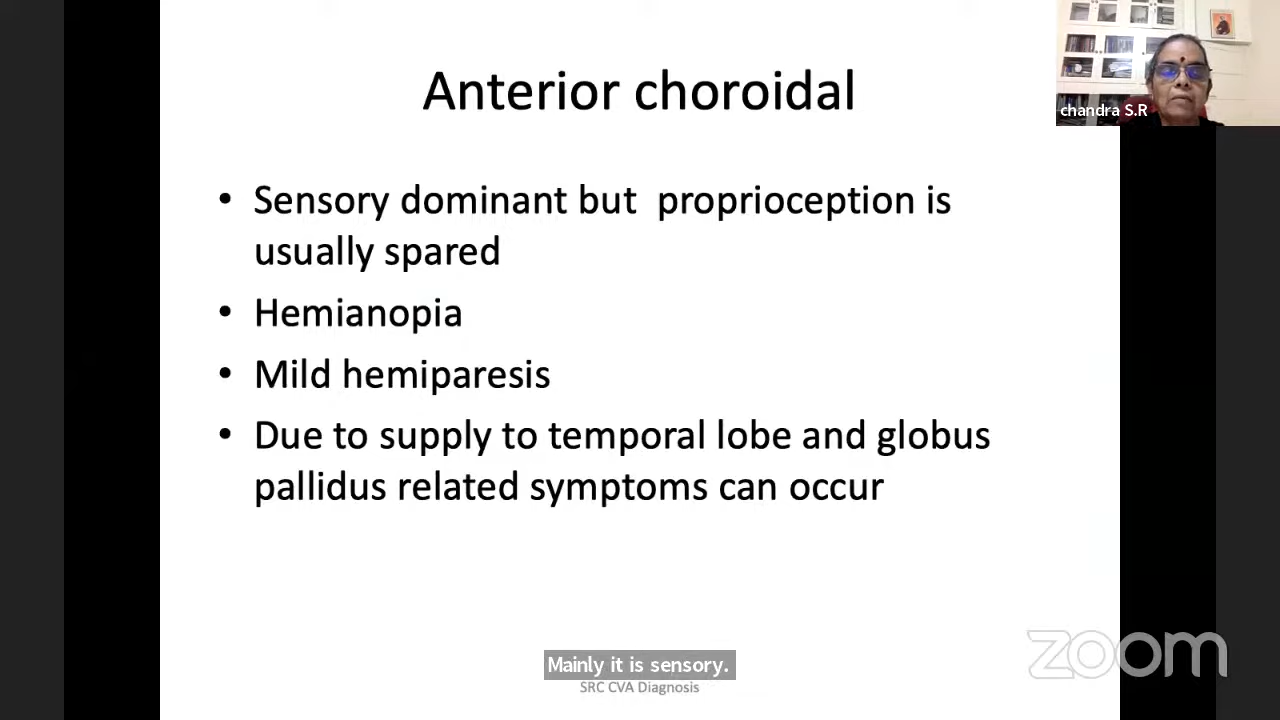 Anterior choroidal
chandra S.R
• Sensory dominant but proprioception is
usually spared
• Hemianopia
• Mild hemiparesis
• Due to supply to temporal lobe and globus
pallidus related symptoms can occur
Mainly it is sensory.
SRC CVA Diagnosis
zoom